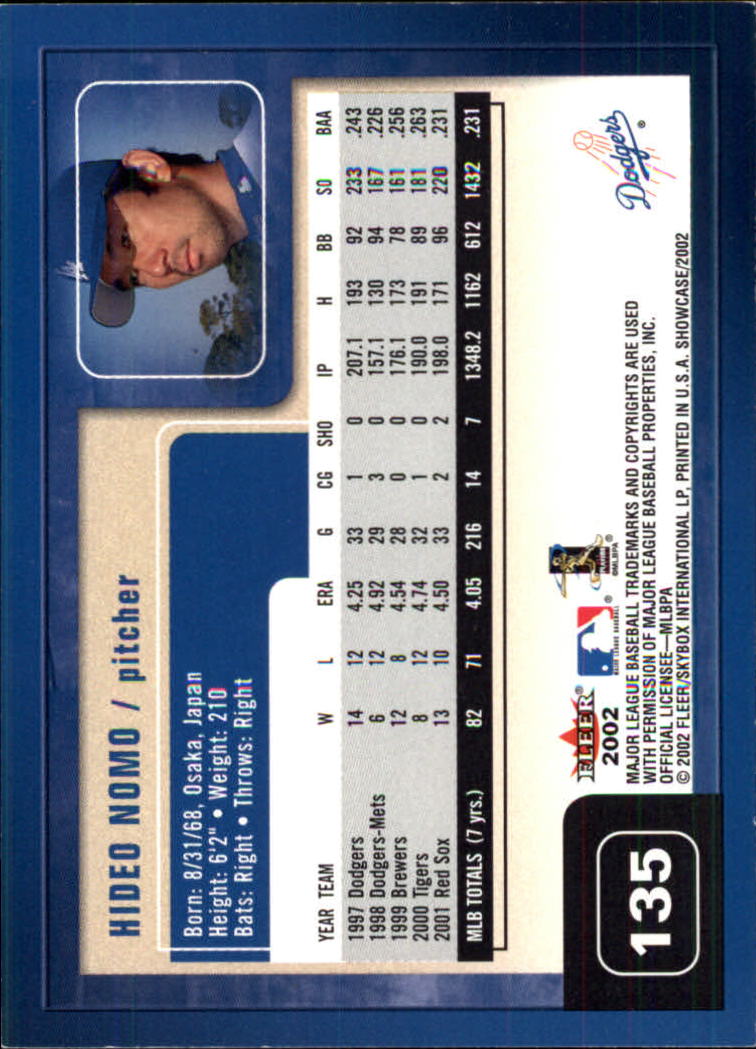 HIDEO NOMO / pitcher
Born: 8/31/68, Osaka, Japan
Height: 6'2" • Weight: 210
Bats: Right • Throws: Right
YEAR TEAM W L ERA G CG SHO IP H BB SO BAA
1997 Dodgers 14 12 4.25 33 1 0 207.1 193 92 233 .243
1998 Dodgers-Mets 6 12 4.92 29 3 0 157.1 130 94 167 .226
1999 Brewers 12 8 4.54 28 0 0 176.1 173 78 161 .256
2000 Tigers 8 12 4.74 32 1 0 190.0 191 89 181 .263
2001 Red Sox 13 10 4.50 33 2 2 198.0 171 96 220 .231
MLB TOTALS (7 yrs.) 82 71 4.05 216 14 7 1348.2 1162 612 1432 .231
135
FLEER®
2002
MAJOR LEAGUE BASEBALL ®
©MLBPA ®
Dodgers ®
MAJOR LEAGUE BASEBALL TRADEMARKS AND COPYRIGHTS ARE USED
WITH PERMISSION OF MAJOR LEAGUE BASEBALL PROPERTIES, INC.
OFFICIAL LICENSEE—MLBPA
© 2002 FLEER/SKYBOX INTERNATIONAL LP, PRINTED IN U.S.A. SHOWCASE/2002